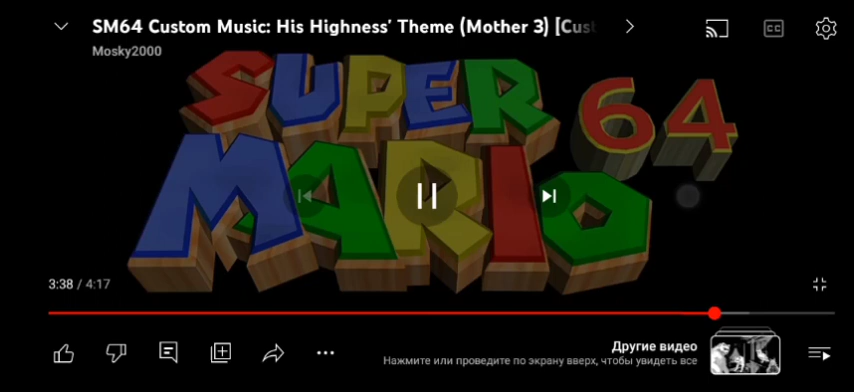 SM64 Custom Music: His Highness' Theme (Mother 3) [Cust
Mosky2000
CC
SUPER
MARIO
64
3:38 / 4:17
Другие видео
Нажмите или проведите по экрану вверх, чтобы увидеть все